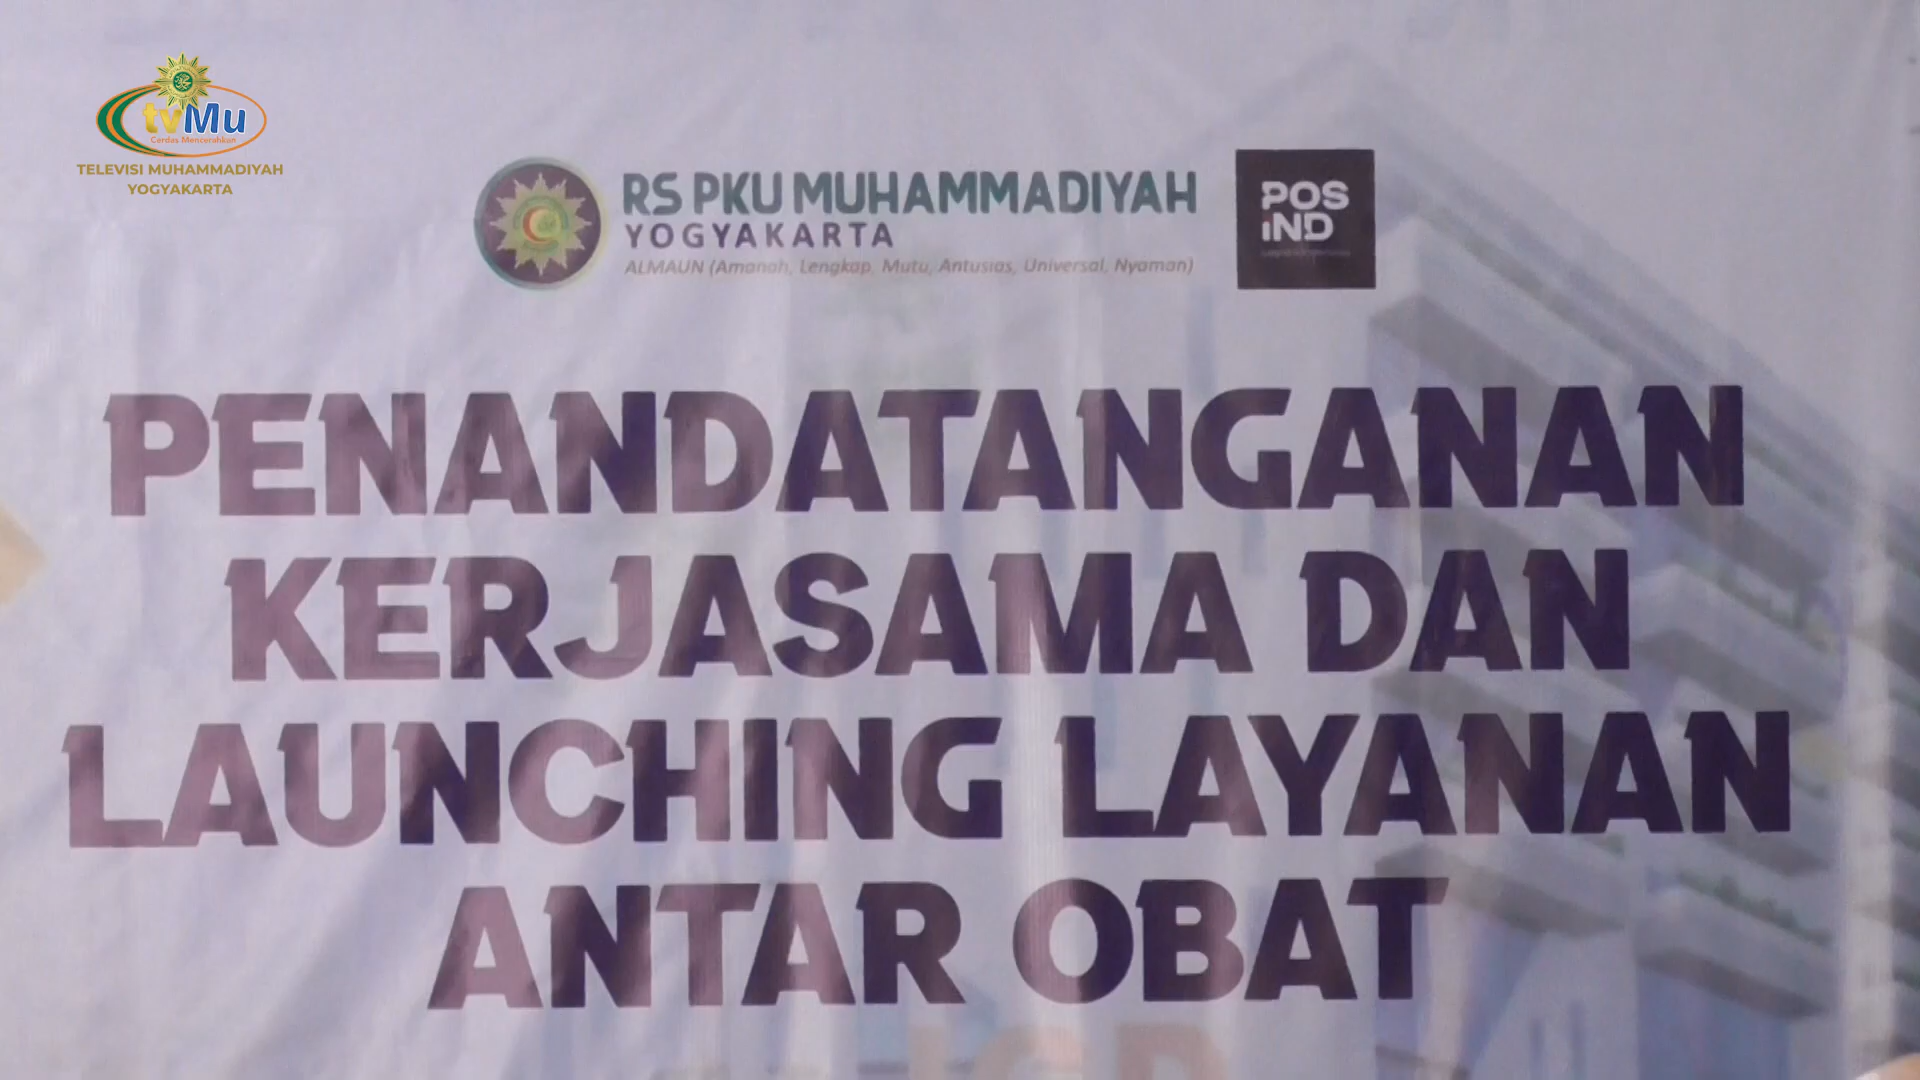 tvMu
Cerdas Mencerahkan
TELEVISI MUHAMMADIYAH
YOGYAKARTA
RS PKU MUHAMMADIYAH
YOGYAKARTA
ALMAUN (Amanah, Lengkap, Mutu, Antusias, Universal, Nyaman)
POS
IND
PENANDATANGANAN
KERJASAMA DAN
LAUNCHING LAYANAN
ANTAR OBAT